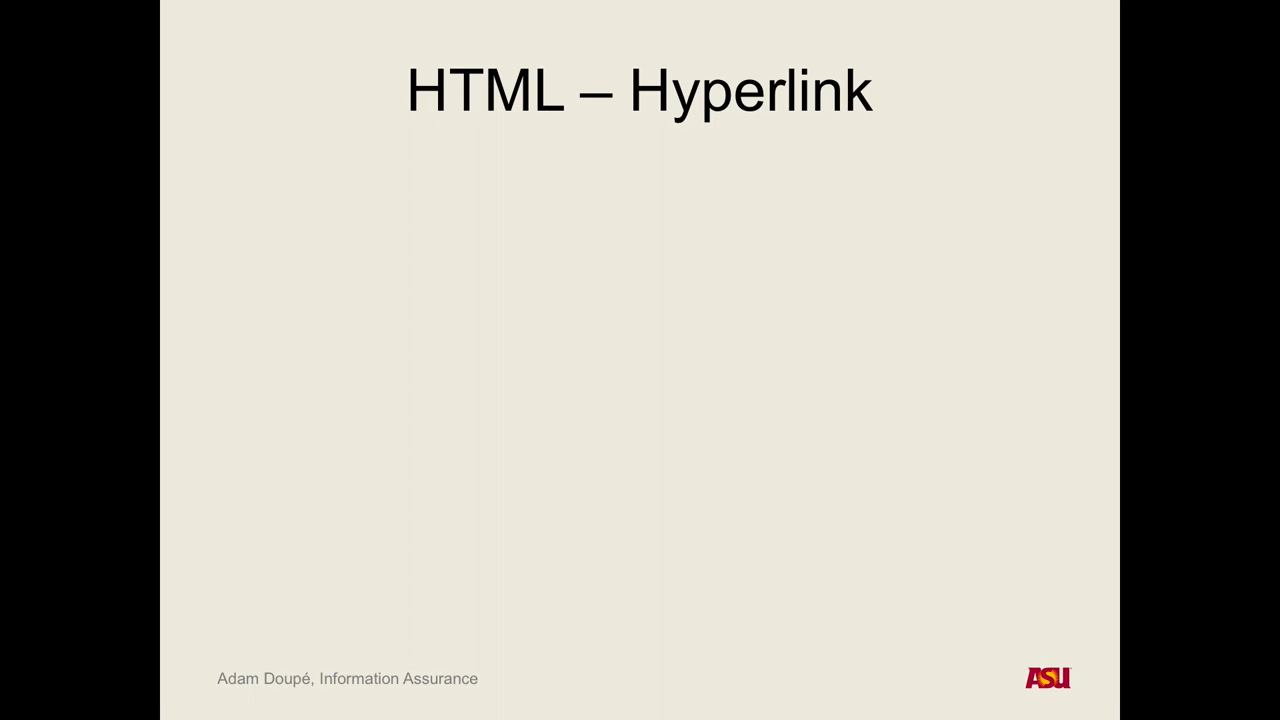 HTML – Hyperlink
Adam Doupé, Information Assurance
ASU